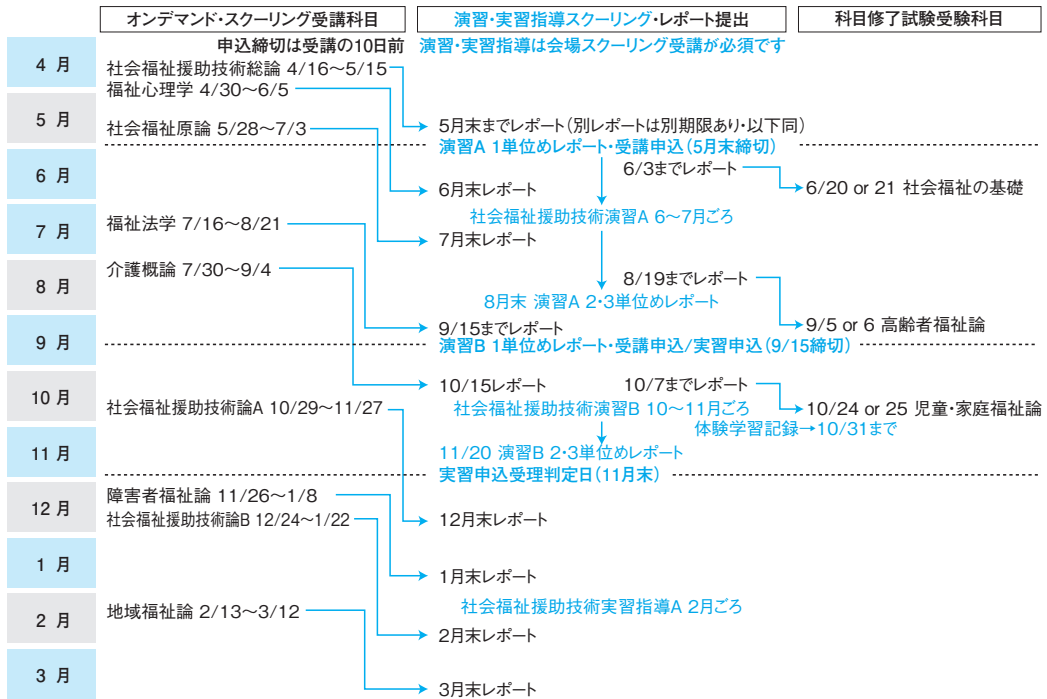 オンデマンド・スクーリング受講科目
演習・実習指導スクーリング・レポート提出
科目修了試験受験科目
申込締切は受講の10日前
演習・実習指導は会場スクーリング受講が必須です
4 月
社会福祉援助技術総論 4/16〜5/15
福祉心理学 4/30〜6/5
5 月
社会福祉原論 5/28〜7/3
5月末までレポート(別レポートは別期限あり・以下同)
演習A 1単位めレポート・受講申込(5月末締切)
6 月
6/3までレポート
6月末レポート
6/20 or 21 社会福祉の基礎
社会福祉援助技術演習A 6〜7月ごろ
7 月
福祉法学 7/16〜8/21
7月末レポート
介護概論 7/30〜9/4
8 月
8/19までレポート
8月末 演習A 2・3単位めレポート
9/15までレポート
9/5 or 6 高齢者福祉論
9 月
演習B 1単位めレポート・受講申込/実習申込(9/15締切)
10/15レポート
10/7までレポート
10 月
社会福祉援助技術論A 10/29〜11/27
社会福祉援助技術演習B 10〜11月ごろ
10/24 or 25 児童・家庭福祉論
体験学習記録→10/31まで
11 月
11/20 演習B 2・3単位めレポート
実習申込受理判定日(11月末)
障害者福祉論 11/26〜1/8
12 月
社会福祉援助技術論B 12/24〜1/22
12月末レポート
1 月
1月末レポート
2 月
地域福祉論 2/13〜3/12
社会福祉援助技術実習指導A 2月ごろ
2月末レポート
3 月
3月末レポート